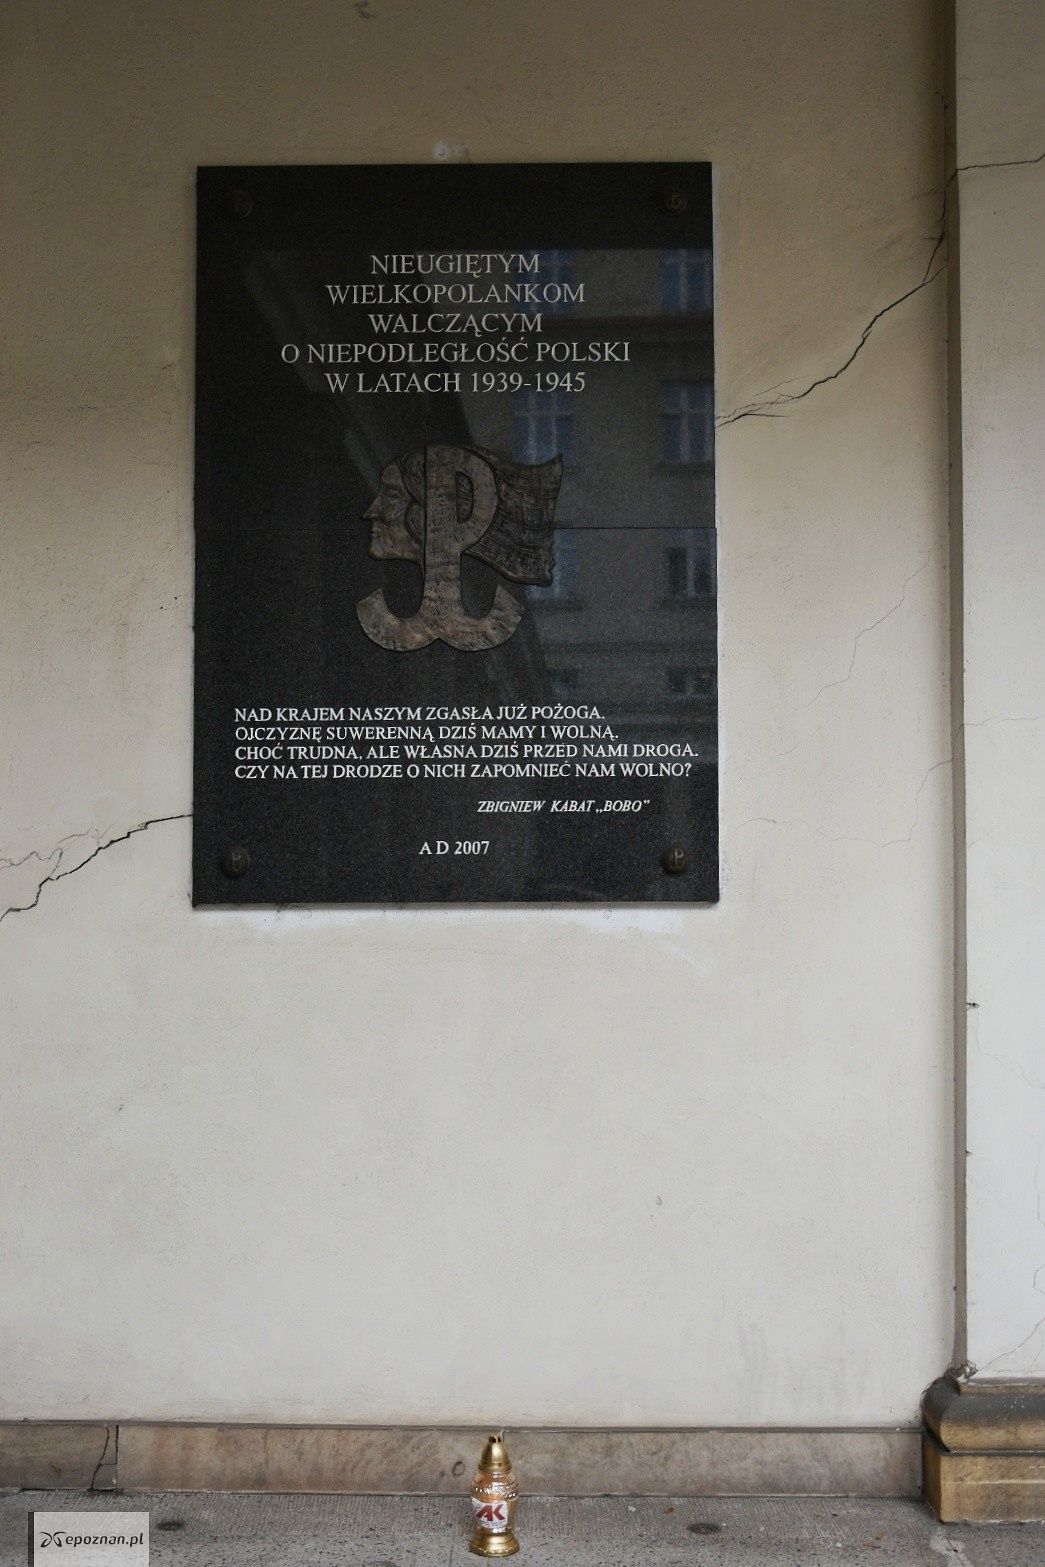 NIEUGIĘTYM
WIELKOPOLANKOM
WALCZĄCYM
O NIEPODLEGŁOŚĆ POLSKI
W LATACH 1939-1945
NAD KRAJEM NASZYM ZGASŁA JUŻ POŻOGA.
OJCZYZNĘ SUWERENNĄ DZIŚ MAMY I WOLNĄ.
CHOĆ TRUDNA, ALE WŁASNA DZIŚ PRZED NAMI DROGA.
CZY NA TEJ DRODZE O NICH ZAPOMNIEĆ NAM WOLNO?
ZBIGNIEW KABAT „BOBO”
A D 2007
AK
epoznan.pl